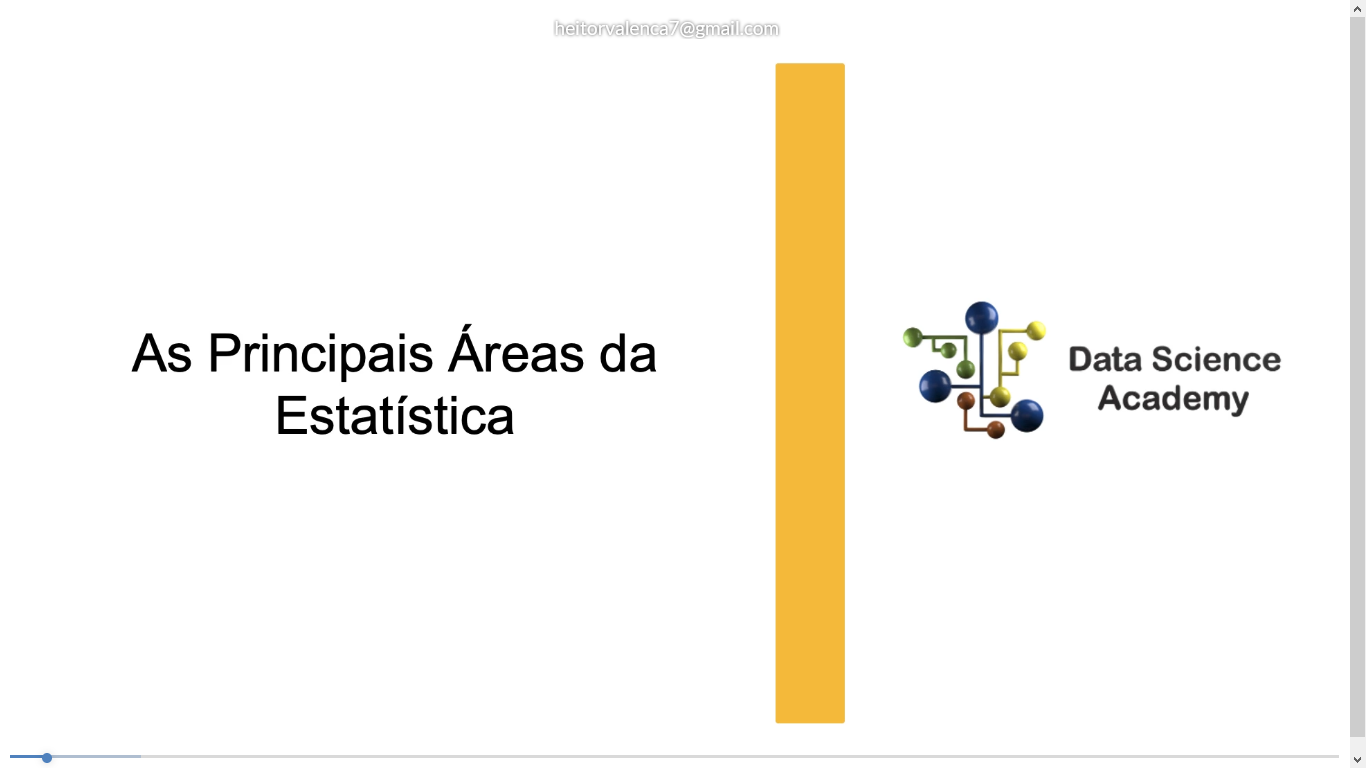 heitorvalenca7@gmail.com
As Principais Áreas da
Estatística
Data Science
Academy